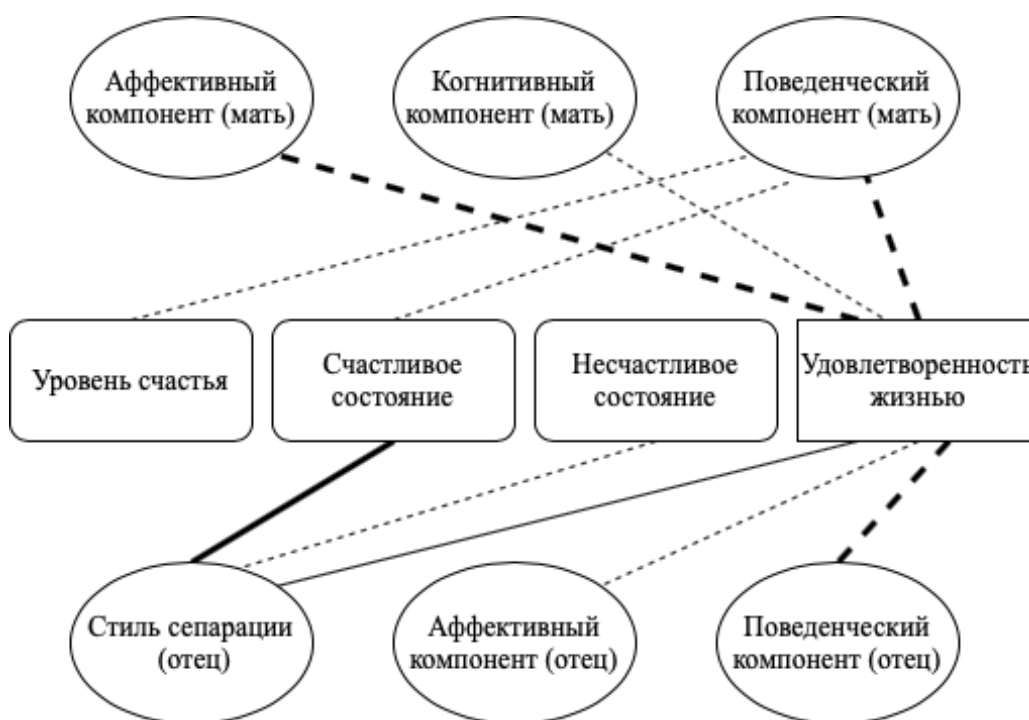 Аффективный
компонент (мать)
Когнитивный
компонент (мать)
Поведенческий
компонент (мать)
Уровень счастья
Счастливое
состояние
Несчастливое
состояние
Удовлетворенность
жизнью
Стиль сепарации
(отец)
Аффективный
компонент (отец)
Поведенческий
компонент (отец)